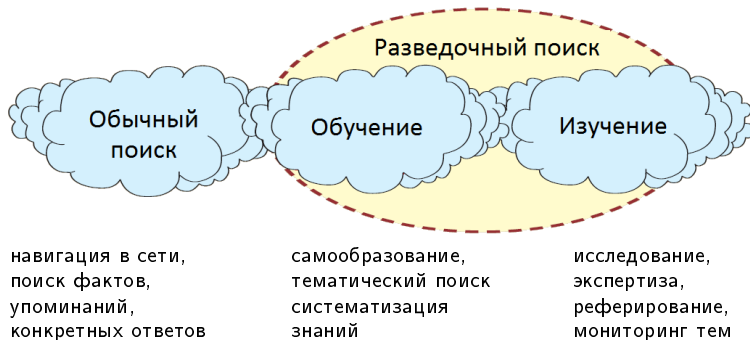 Разведочный поиск
Обычный
поиск
Обучение
Изучение
навигация в сети,
поиск фактов,
упоминаний,
конкретных ответов
самообразование,
тематический поиск
систематизация
знаний
исследование,
экспертиза,
реферирование,
мониторинг тем